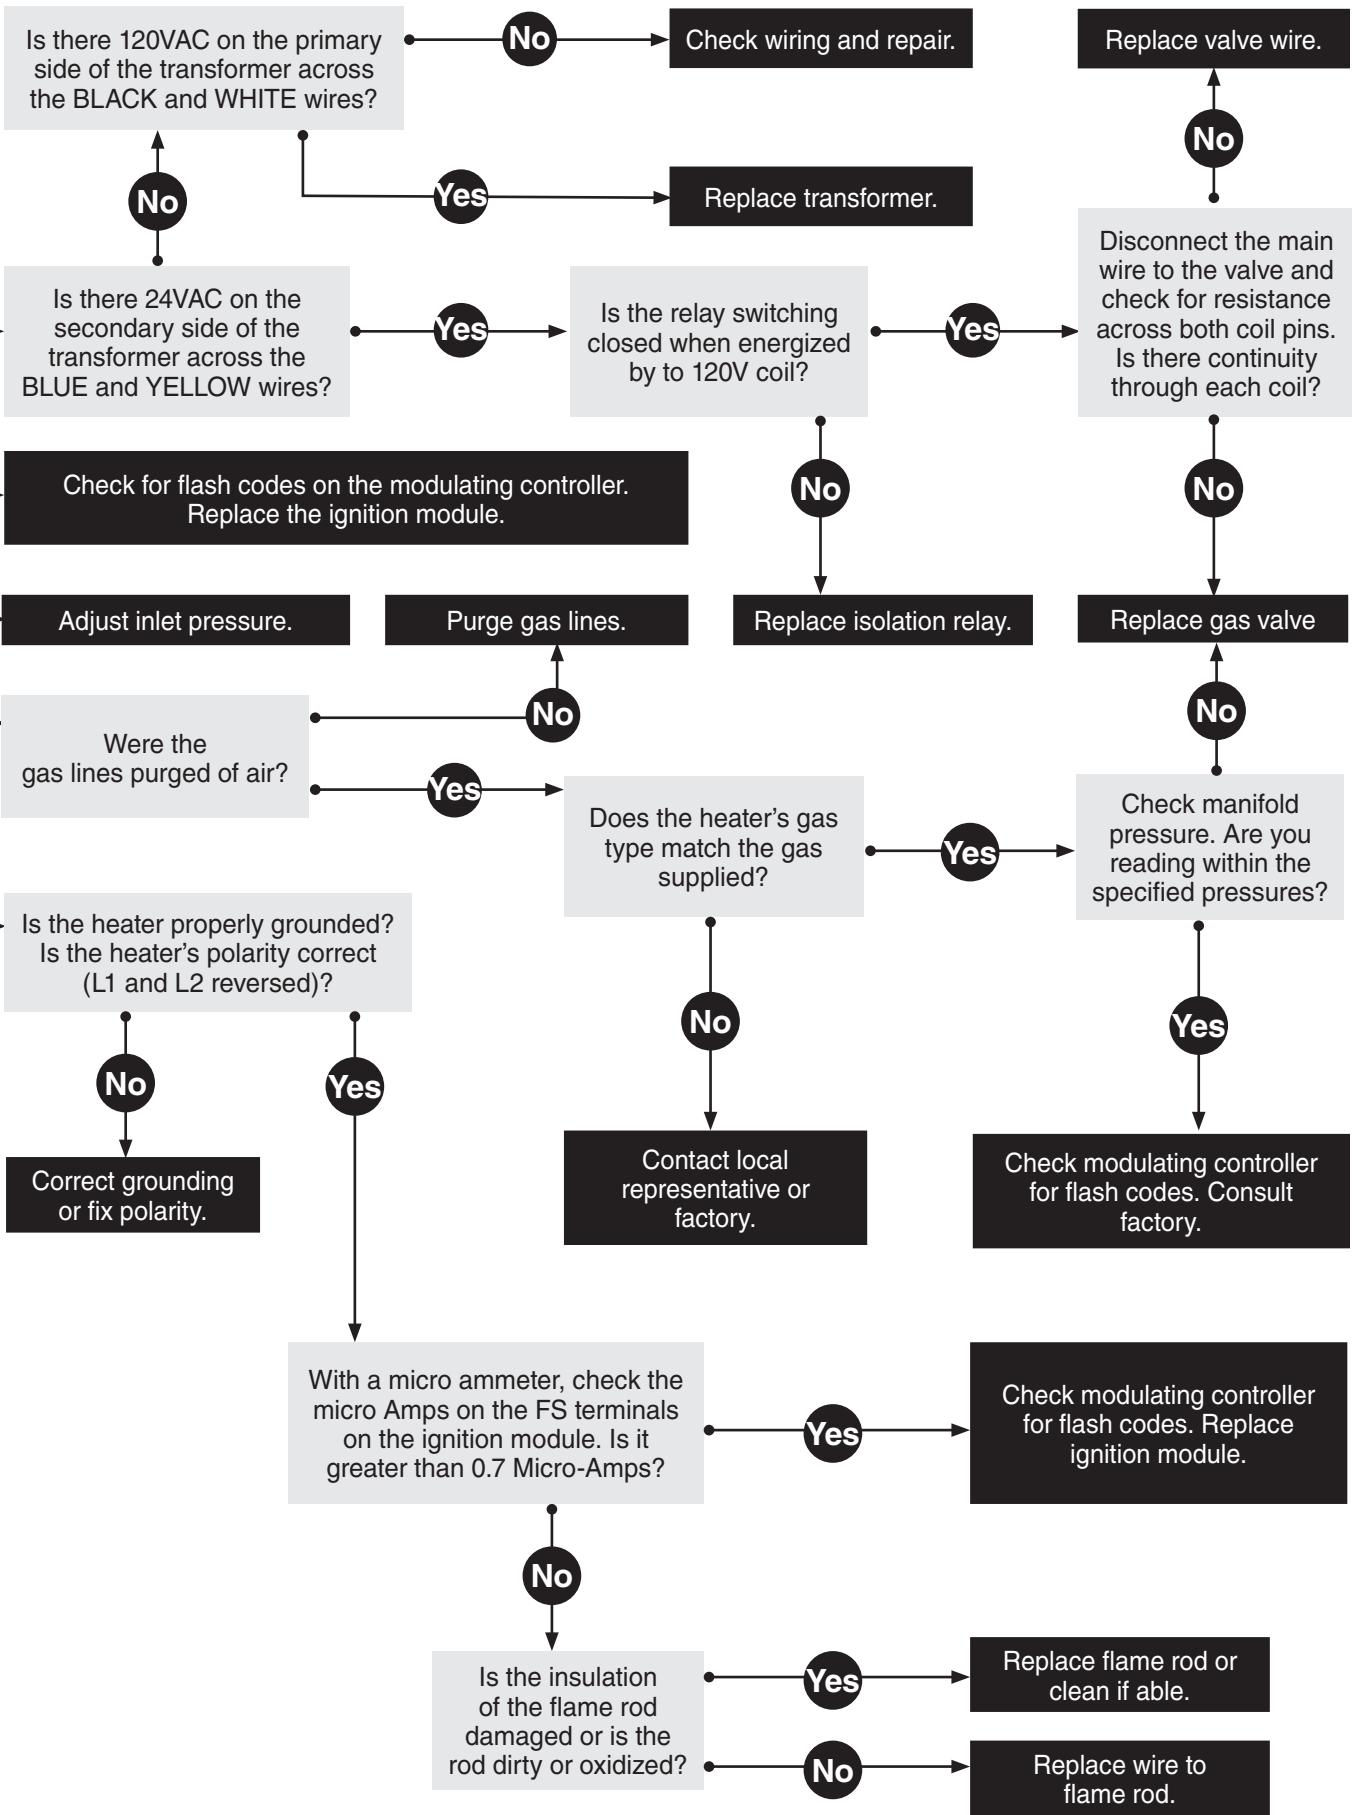 Is there 120VAC on the primary
side of the transformer across
the BLACK and WHITE wires?
No
Check wiring and repair.
Replace valve wire.
No
Yes
Replace transformer.
No
Is there 24VAC on the
secondary side of the
transformer across the
BLUE and YELLOW wires?
Yes
Is the relay switching
closed when energized
by to 120V coil?
Yes
Disconnect the main
wire to the valve and
check for resistance
across both coil pins.
Is there continuity
through each coil?
Check for flash codes on the modulating controller.
Replace the ignition module.
No
No
Adjust inlet pressure.
Purge gas lines.
Replace isolation relay.
Replace gas valve
No
No
Were the
gas lines purged of air?
Yes
Does the heater's gas
type match the gas
supplied?
Yes
Check manifold
pressure. Are you
reading within the
specified pressures?
Is the heater properly grounded?
Is the heater's polarity correct
(L1 and L2 reversed)?
No
Yes
No
Yes
Correct grounding
or fix polarity.
Contact local
representative or
factory.
Check modulating controller
for flash codes. Consult
factory.
With a micro ammeter, check the
micro Amps on the FS terminals
on the ignition module. Is it
greater than 0.7 Micro-Amps?
Yes
Check modulating controller
for flash codes. Replace
ignition module.
No
Is the insulation
of the flame rod
damaged or is the
rod dirty or oxidized?
Yes
Replace flame rod or
clean if able.
No
Replace wire to
flame rod.